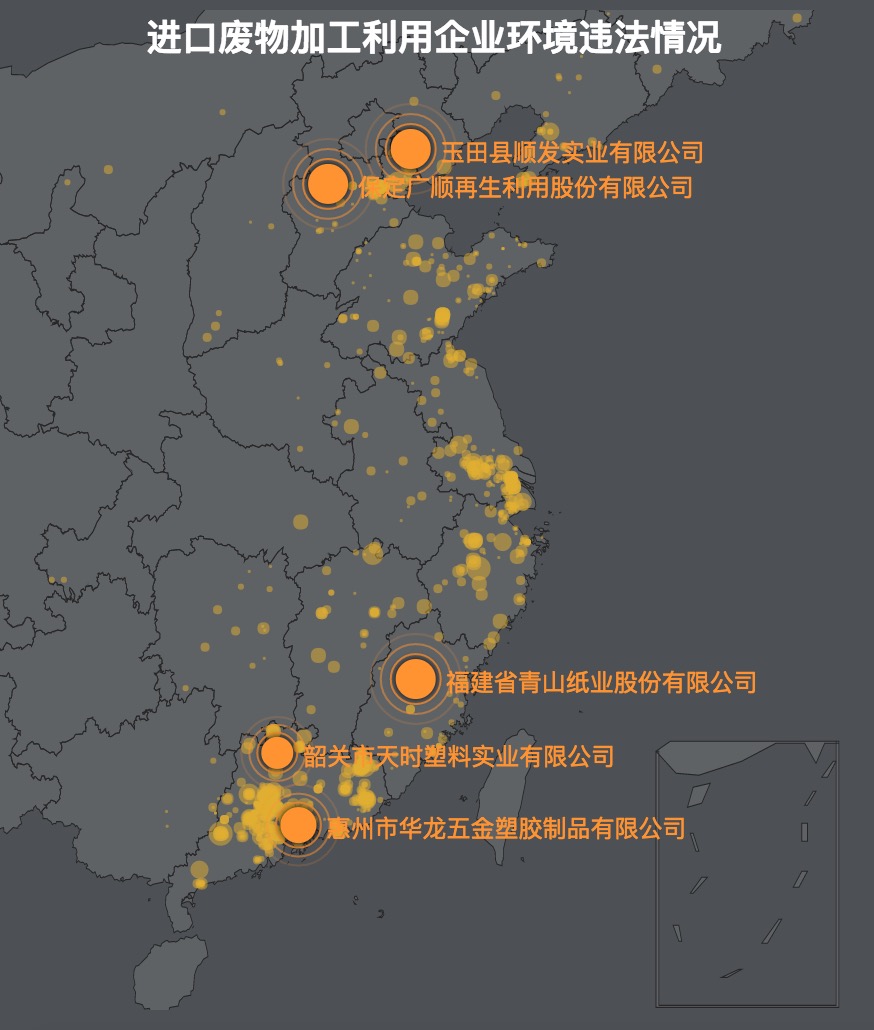 进口废物加工利用企业环境违法情况
玉田县顺发实业有限公司
保定广顺再生利用股份有限公司
福建省青山纸业股份有限公司
韶关市天时塑料实业有限公司
惠州市华龙五金塑胶制品有限公司